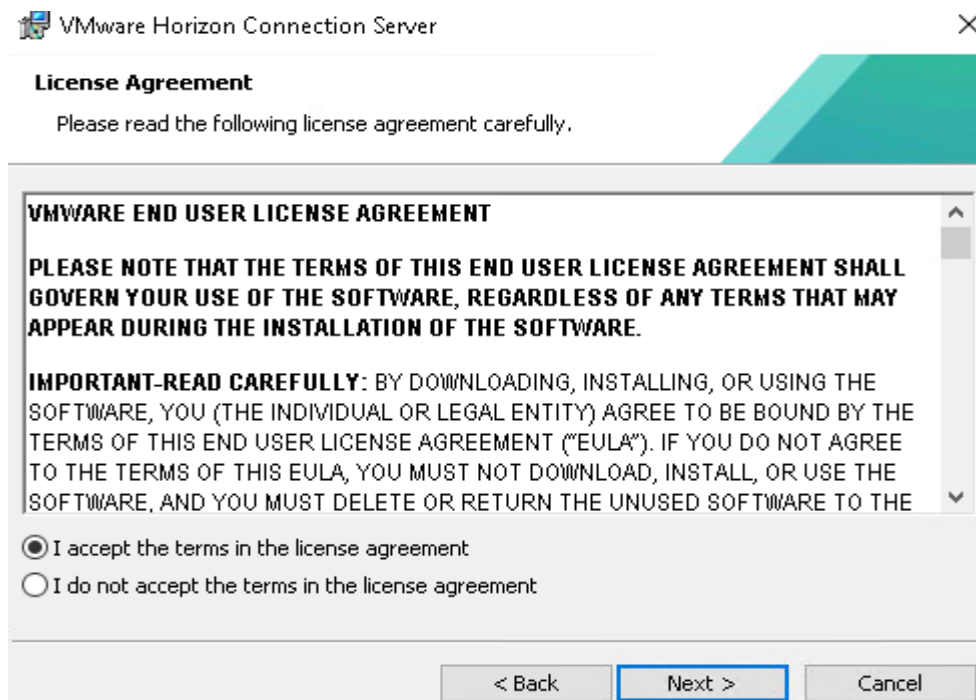 VMware Horizon Connection Server
License Agreement
Please read the following license agreement carefully.
VMWARE END USER LICENSE AGREEMENT
PLEASE NOTE THAT THE TERMS OF THIS END USER LICENSE AGREEMENT SHALL
GOVERN YOUR USE OF THE SOFTWARE, REGARDLESS OF ANY TERMS THAT MAY
APPEAR DURING THE INSTALLATION OF THE SOFTWARE.
IMPORTANT-READ CAREFULLY: BY DOWNLOADING, INSTALLING, OR USING THE
SOFTWARE, YOU (THE INDIVIDUAL OR LEGAL ENTITY) AGREE TO BE BOUND BY THE
TERMS OF THIS END USER LICENSE AGREEMENT (“EULA”). IF YOU DO NOT AGREE
TO THE TERMS OF THIS EULA, YOU MUST NOT DOWNLOAD, INSTALL, OR USE THE
SOFTWARE, AND YOU MUST DELETE OR RETURN THE UNUSED SOFTWARE TO THE
I accept the terms in the license agreement
I do not accept the terms in the license agreement
< Back Next > Cancel